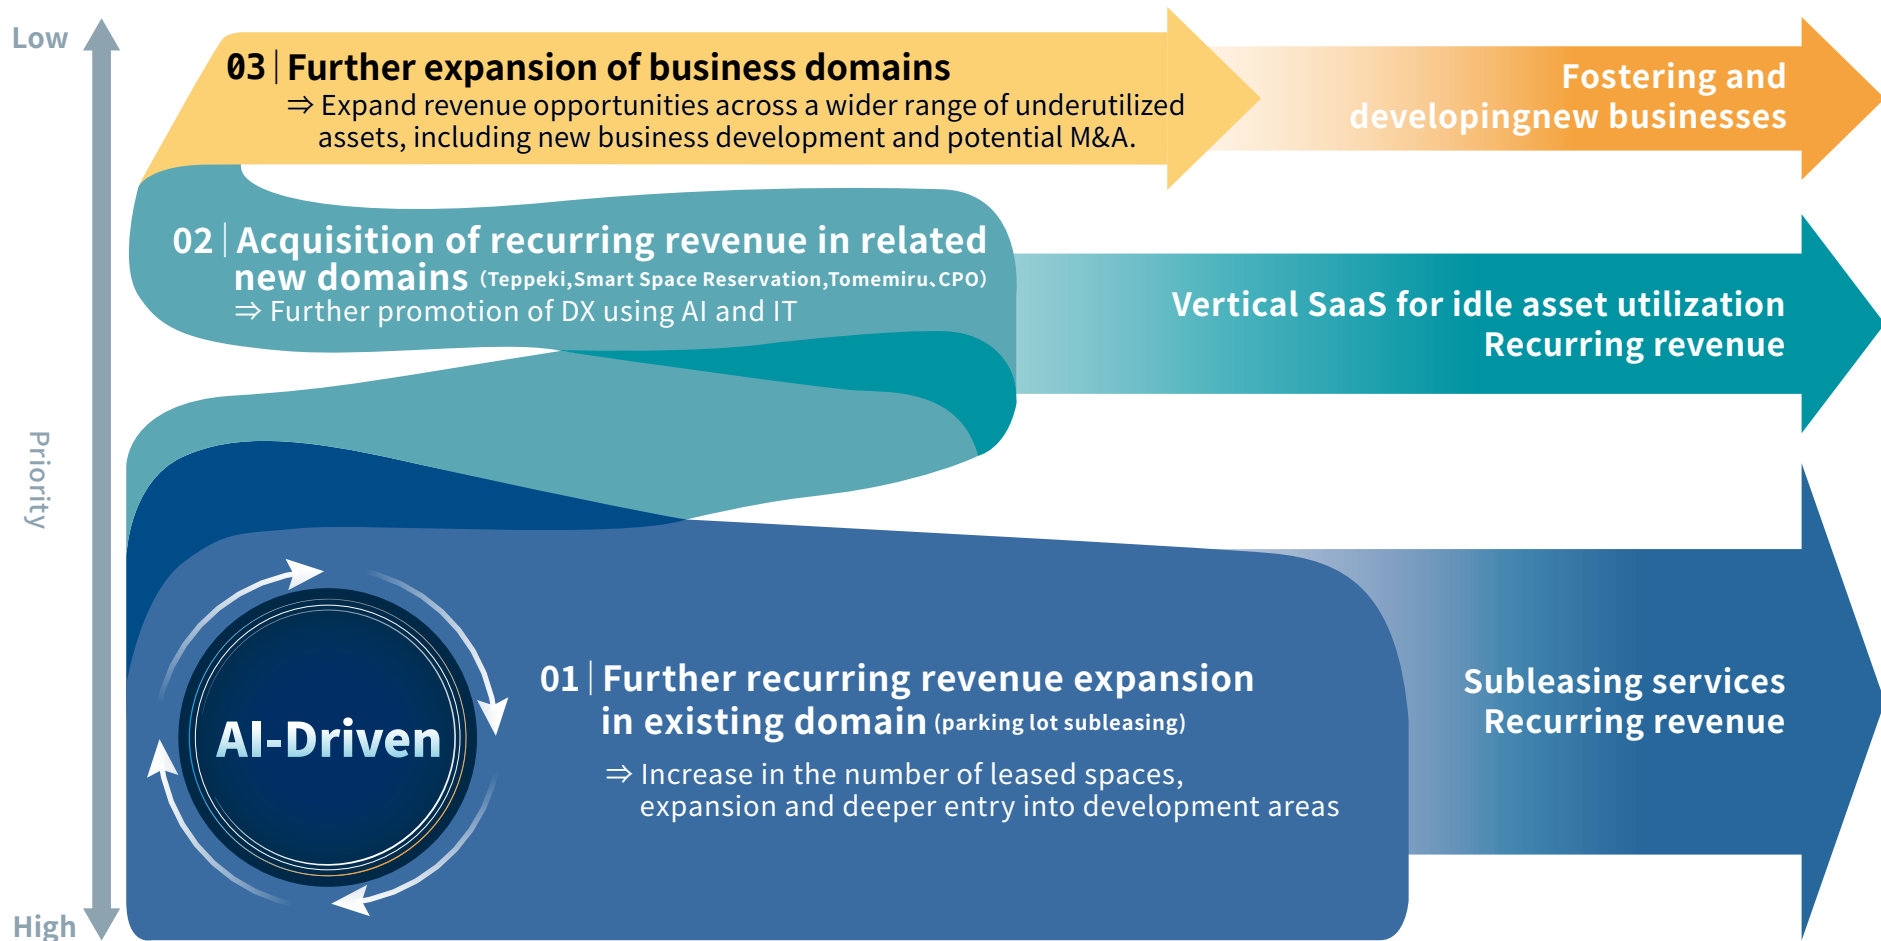 Low
Priority
High
03 Further expansion of business domains
⇒ Expand revenue opportunities across a wider range of underutilized
assets, including new business development and potential M&A.
Fostering and
developingnew businesses
02 Acquisition of recurring revenue in related
new domains (Teppeki,Smart Space Reservation,Tomemiru、CPO)
⇒ Further promotion of DX using AI and IT
Vertical SaaS for idle asset utilization
Recurring revenue
AI-Driven
01 Further recurring revenue expansion
in existing domain (parking lot subleasing)
⇒ Increase in the number of leased spaces,
expansion and deeper entry into development areas
Subleasing services
Recurring revenue